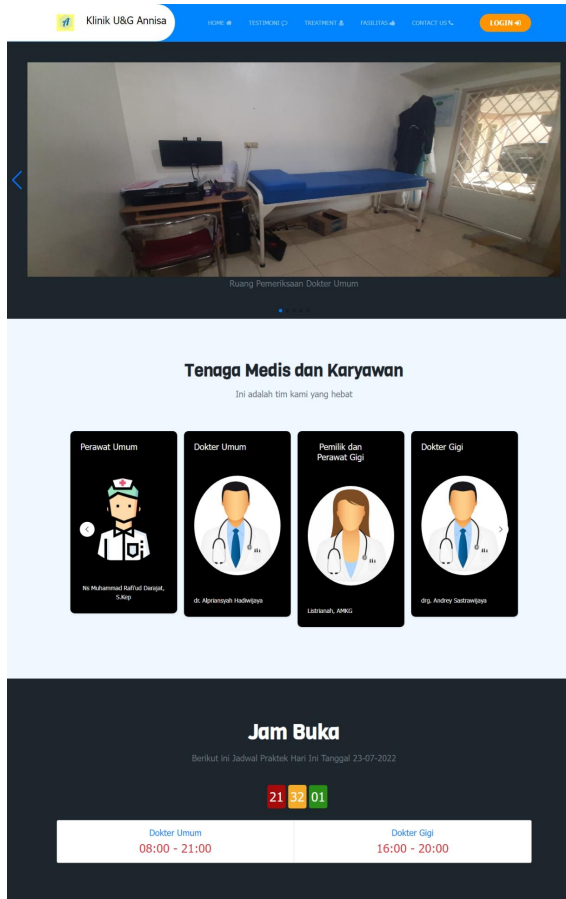 Klinik U&G Annisa
HOME
TESTIMONI
TREATMENT
FASILITAS
CONTACT US
LOGIN
Ruang Pemeriksaan Dokter Umum
Tenaga Medis dan Karyawan
Ini adalah tim kami yang hebat
Perawat Umum
Ns Muhammad Raffud Darajat,
S.Kep
Dokter Umum
dr. Alpriansyah Hadiwijaya
Pemilik dan
Perawat Gigi
Listrianah, AMKG
Dokter Gigi
drg. Andrey Sastrawijaya
Jam Buka
Berikut ini Jadwal Praktek Hari Ini Tanggal 23-07-2022
21 32 01
Dokter Umum
08:00 - 21:00
Dokter Gigi
16:00 - 20:00